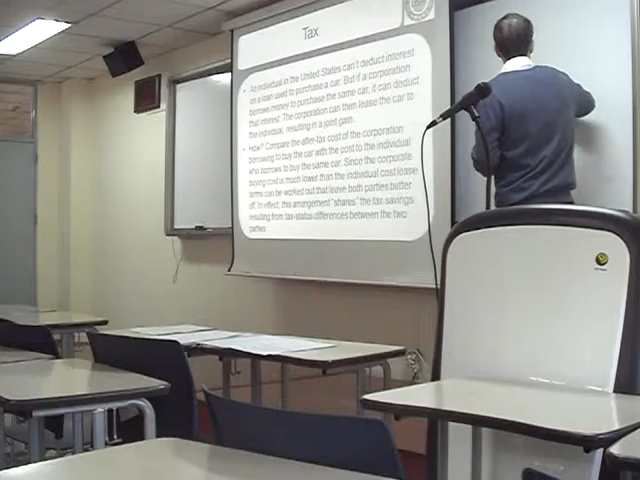 Tax
• An individual in the United States can't deduct interest
on a loan used to purchase a car. But if a corporation
borrows money to purchase the same car, it can deduct
that interest. The corporation can then lease the car to
the individual, resulting in a joint gain.
• How? Compare the after-tax cost of the corporation
borrowing to buy the car with the cost to the individual
who borrows to buy the same car. Since the corporate
buying cost is much lower than the individual cost lease
terms can be worked out that leave both parties better
off. In effect, this arrangement "shares" the tax savings
resulting from tax-status differences between the two
parties.